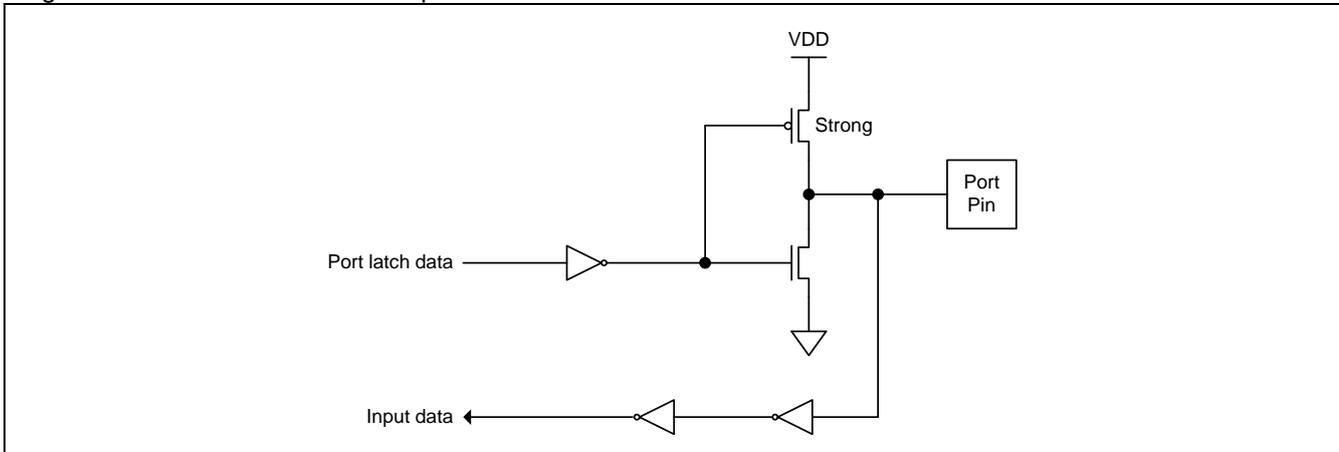 VDD
Strong
Port
Pin
Port latch data
Input data